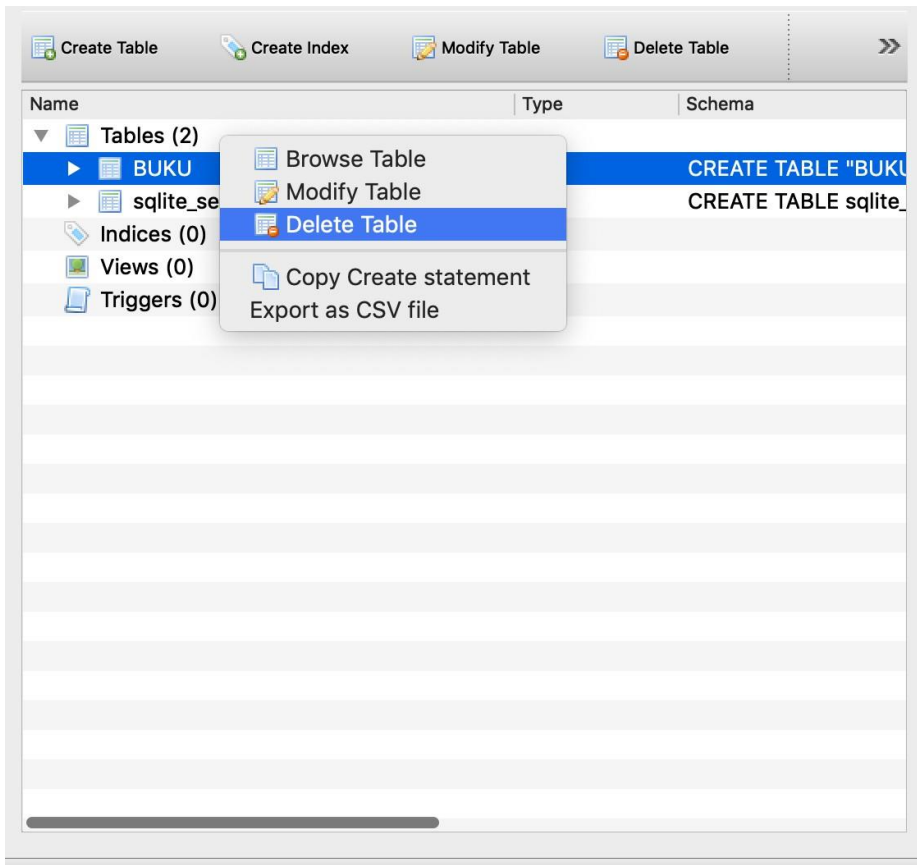 Create Table Create Index Modify Table Delete Table
Name Type Schema
Tables (2)
BUKU CREATE TABLE "BUKU
sqlite_se CREATE TABLE sqlite_
Indices (0)
Views (0)
Triggers (0)
Browse Table
Modify Table
Delete Table
Copy Create statement
Export as CSV file